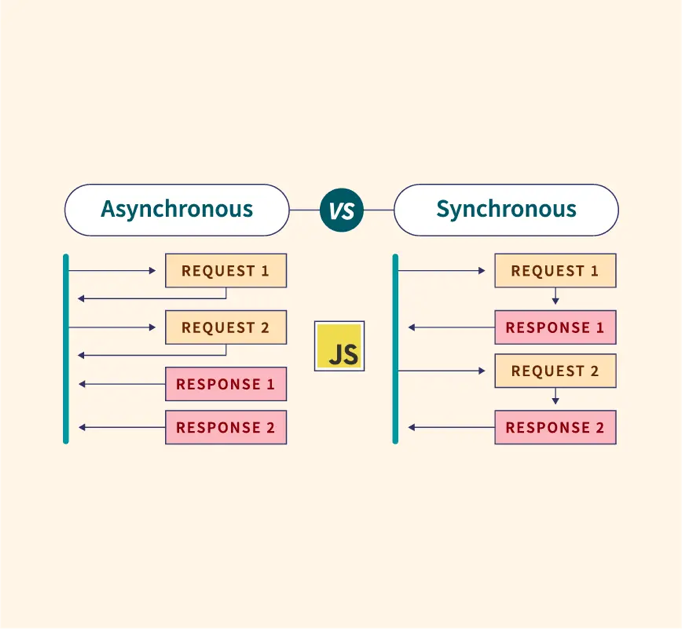 Asynchronous
VS
Synchronous
REQUEST 1
REQUEST 2
RESPONSE 1
RESPONSE 2
JS
REQUEST 1
RESPONSE 1
REQUEST 2
RESPONSE 2